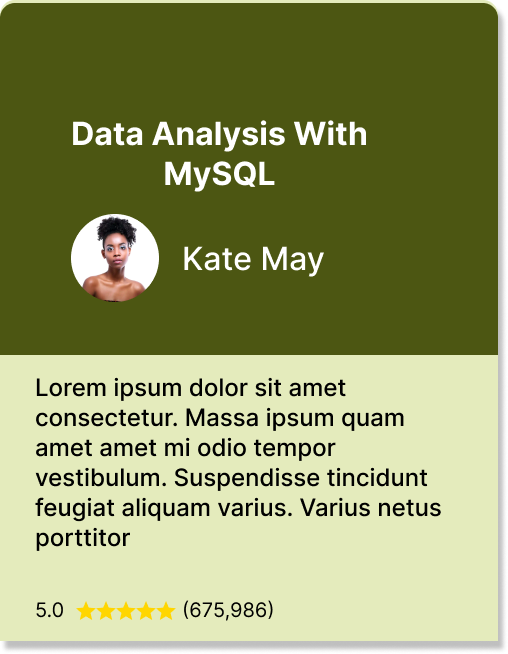 Data Analysis With
MySQL
Kate May
Lorem ipsum dolor sit amet
consectetur. Massa ipsum quam
amet amet mi odio tempor
vestibulum. Suspendisse tincidunt
feugiat aliquam varius. Varius netus
porttitor
5.0 ★★★★★ (675,986)